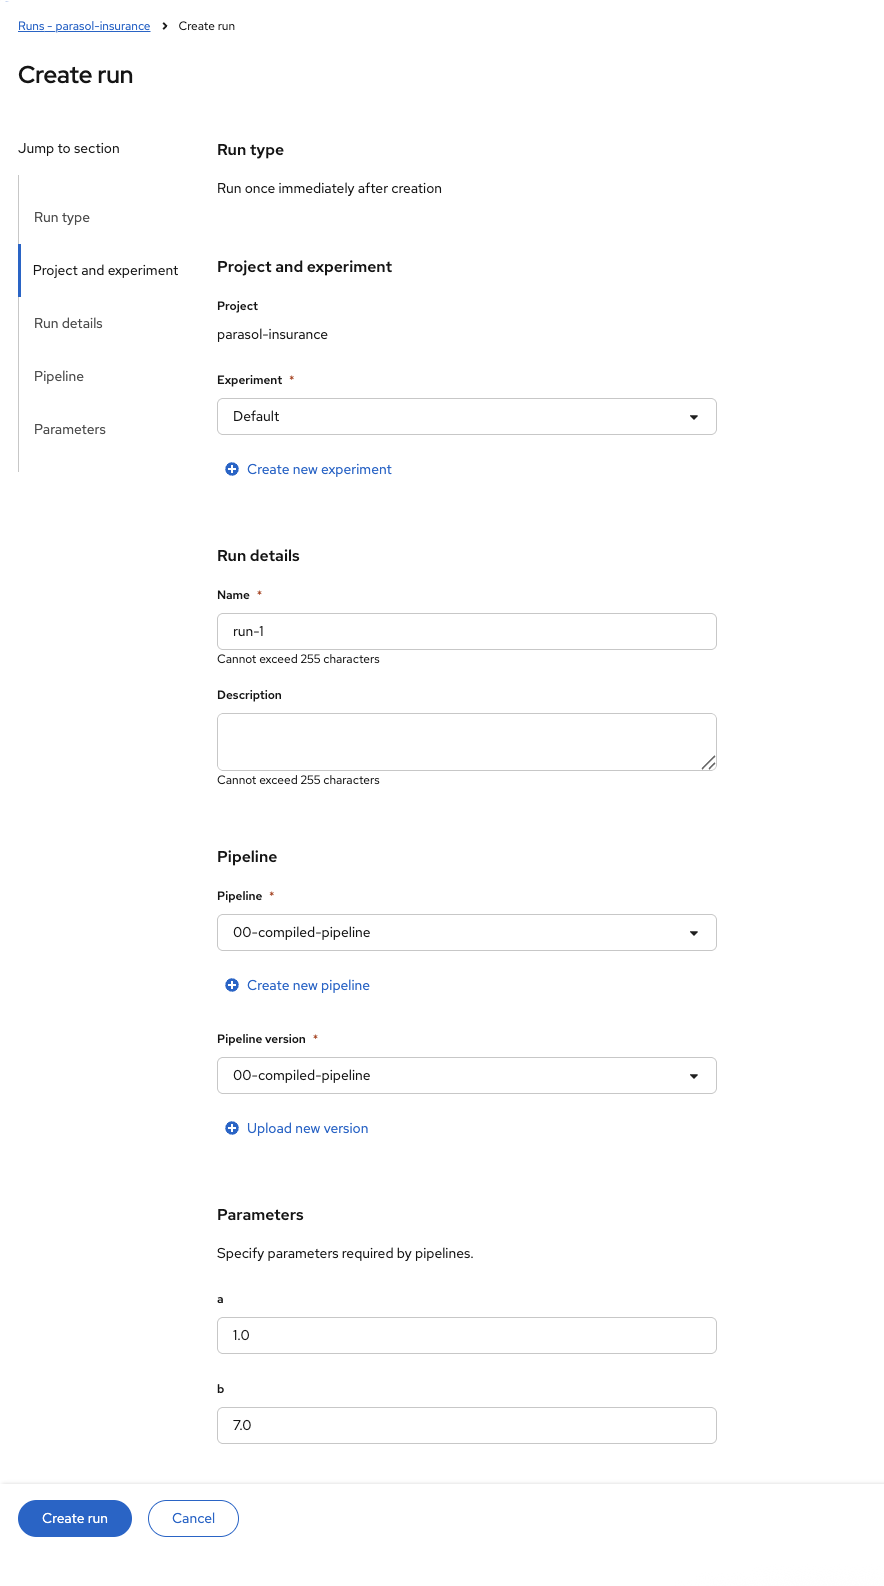 Runs - parasol-insurance > Create run
Create run
Jump to section
Run type
Project and experiment
Run details
Pipeline
Parameters
Run type
Run once immediately after creation
Project and experiment
Project
parasol-insurance
Experiment *
Default
Create new experiment
Run details
Name *
run-1
Cannot exceed 255 characters
Description
Cannot exceed 255 characters
Pipeline
Pipeline *
00-compiled-pipeline
Create new pipeline
Pipeline version *
00-compiled-pipeline
Upload new version
Parameters
Specify parameters required by pipelines.
a
1.0
b
7.0
Create run Cancel